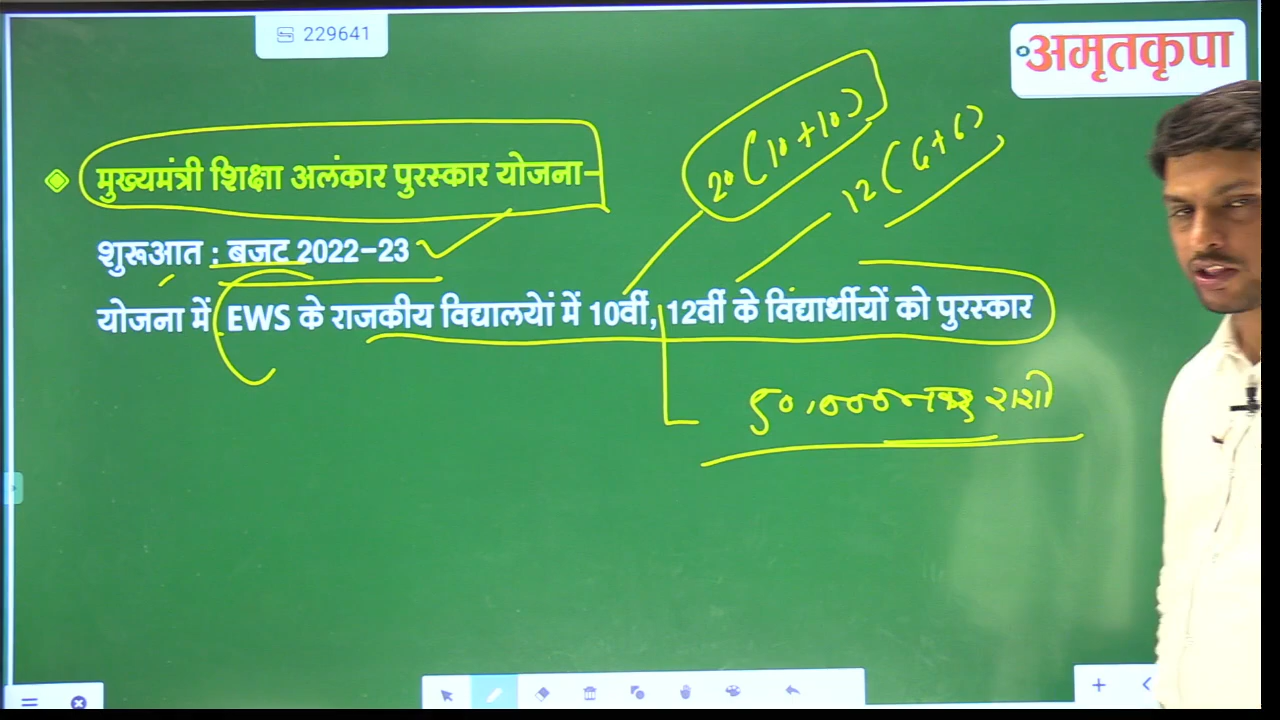 229641
अमृतकृपा
20 (10+10)
12 (6+6)
मुख्यमंत्री शिक्षा अलंकार पुरस्कार योजना-
शुरूआत : बजट 2022-23
योजना में EWS के राजकीय विद्यालयों में 10वीं, 12वीं के विद्यार्थीयों को पुरस्कार
50,000 नकद राशी